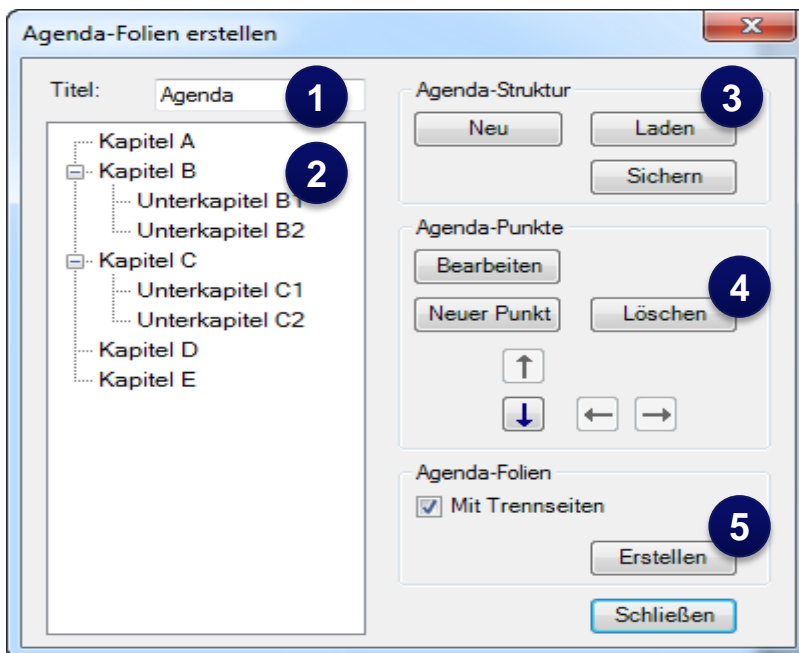 Agenda-Folien erstellen
Titel: Agenda 1
Kapitel A
Kapitel B 2
Unterkapitel B1
Unterkapitel B2
Kapitel C
Unterkapitel C1
Unterkapitel C2
Kapitel D
Kapitel E
Agenda-Struktur 3
Neu Laden
Sichern
Agenda-Punkte
Bearbeiten 4
Neuer Punkt Löschen
Agenda-Folien
Mit Trennseiten 5
Erstellen
Schließen